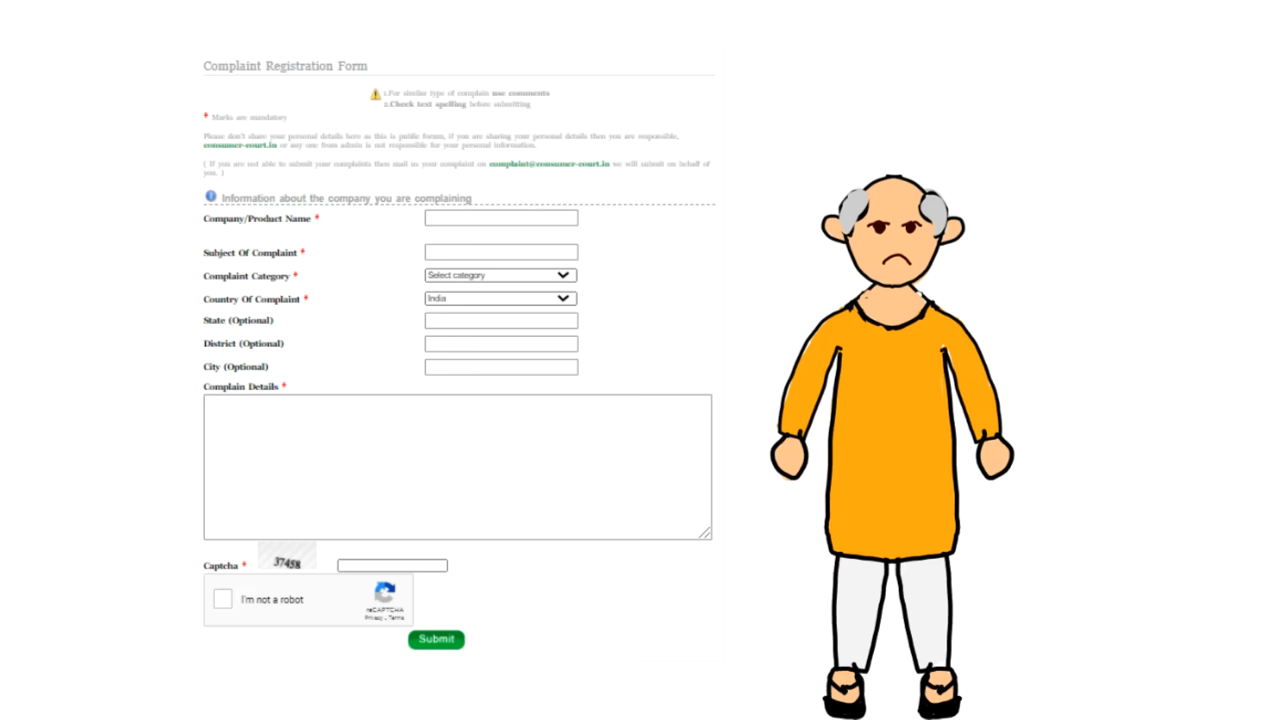 Complaint Registration Form
1.For similar type of complain use comments
2.Check text spelling before submitting
* Marks are mandatory
Please don't share your personal details here as this is public forum, if you are sharing your personal details then you are responsible,
consumer-court.in or any one from admin is not responsible for your personal information.
( If you are not able to submit your complaints then mail us your complaint on complaint@consumer-court.in we will submit on behalf of
you. )
Information about the company you are complaining
Company/Product Name *
Subject Of Complaint *
Complaint Category * Select category
Country Of Complaint * India
State (Optional)
District (Optional)
City (Optional)
Complain Details *
Captcha * 37458
I'm not a robot
reCAPTCHA
Privacy - Terms
Submit